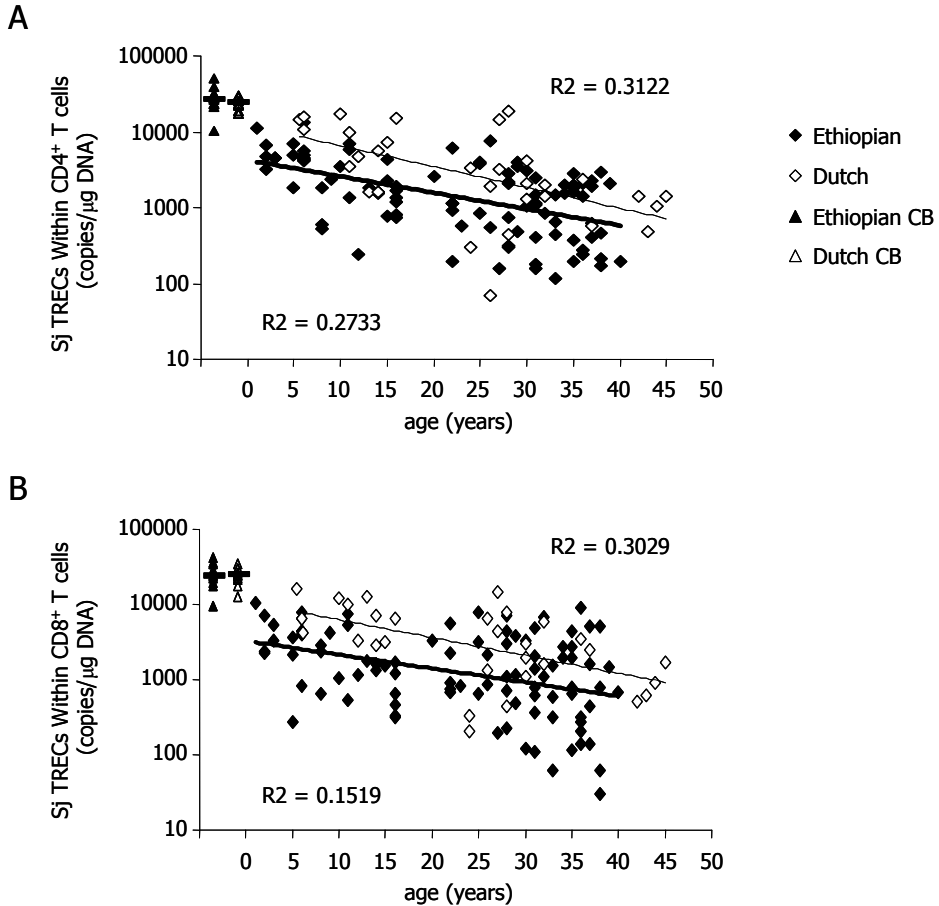 A
Sj TRECs Within CD4⁺ T cells
(copies/µg DNA)
100000
10000
1000
100
10
R2 = 0.3122
R2 = 0.2733
0 5 10 15 20 25 30 35 40 45 50
age (years)
Ethiopian
Dutch
Ethiopian CB
Dutch CB
B
Sj TRECs Within CD8⁺ T cells
(copies/µg DNA)
100000
10000
1000
100
10
R2 = 0.3029
R2 = 0.1519
0 5 10 15 20 25 30 35 40 45 50
age (years)